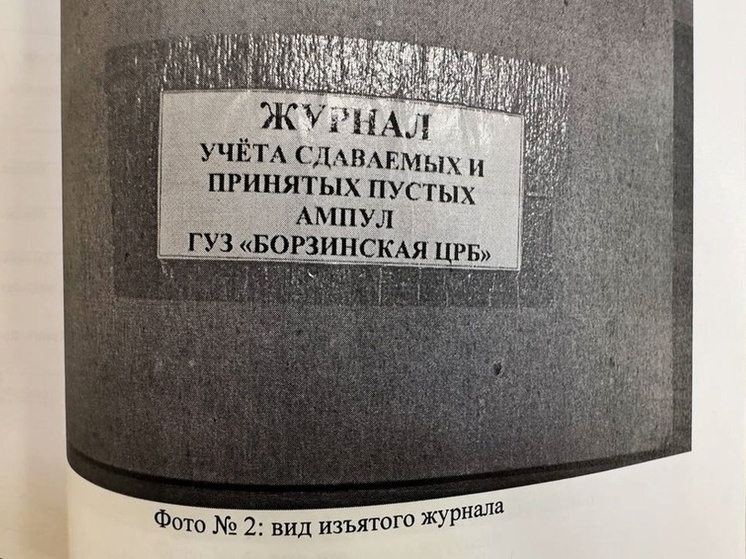 ЖУРНАЛ
УЧЁТА СДАВАЕМЫХ И
ПРИНЯТЫХ ПУСТЫХ
АМПУЛ
ГУЗ «БОРЗИНСКАЯ ЦРБ»
Фото № 2: вид изъятого журнала